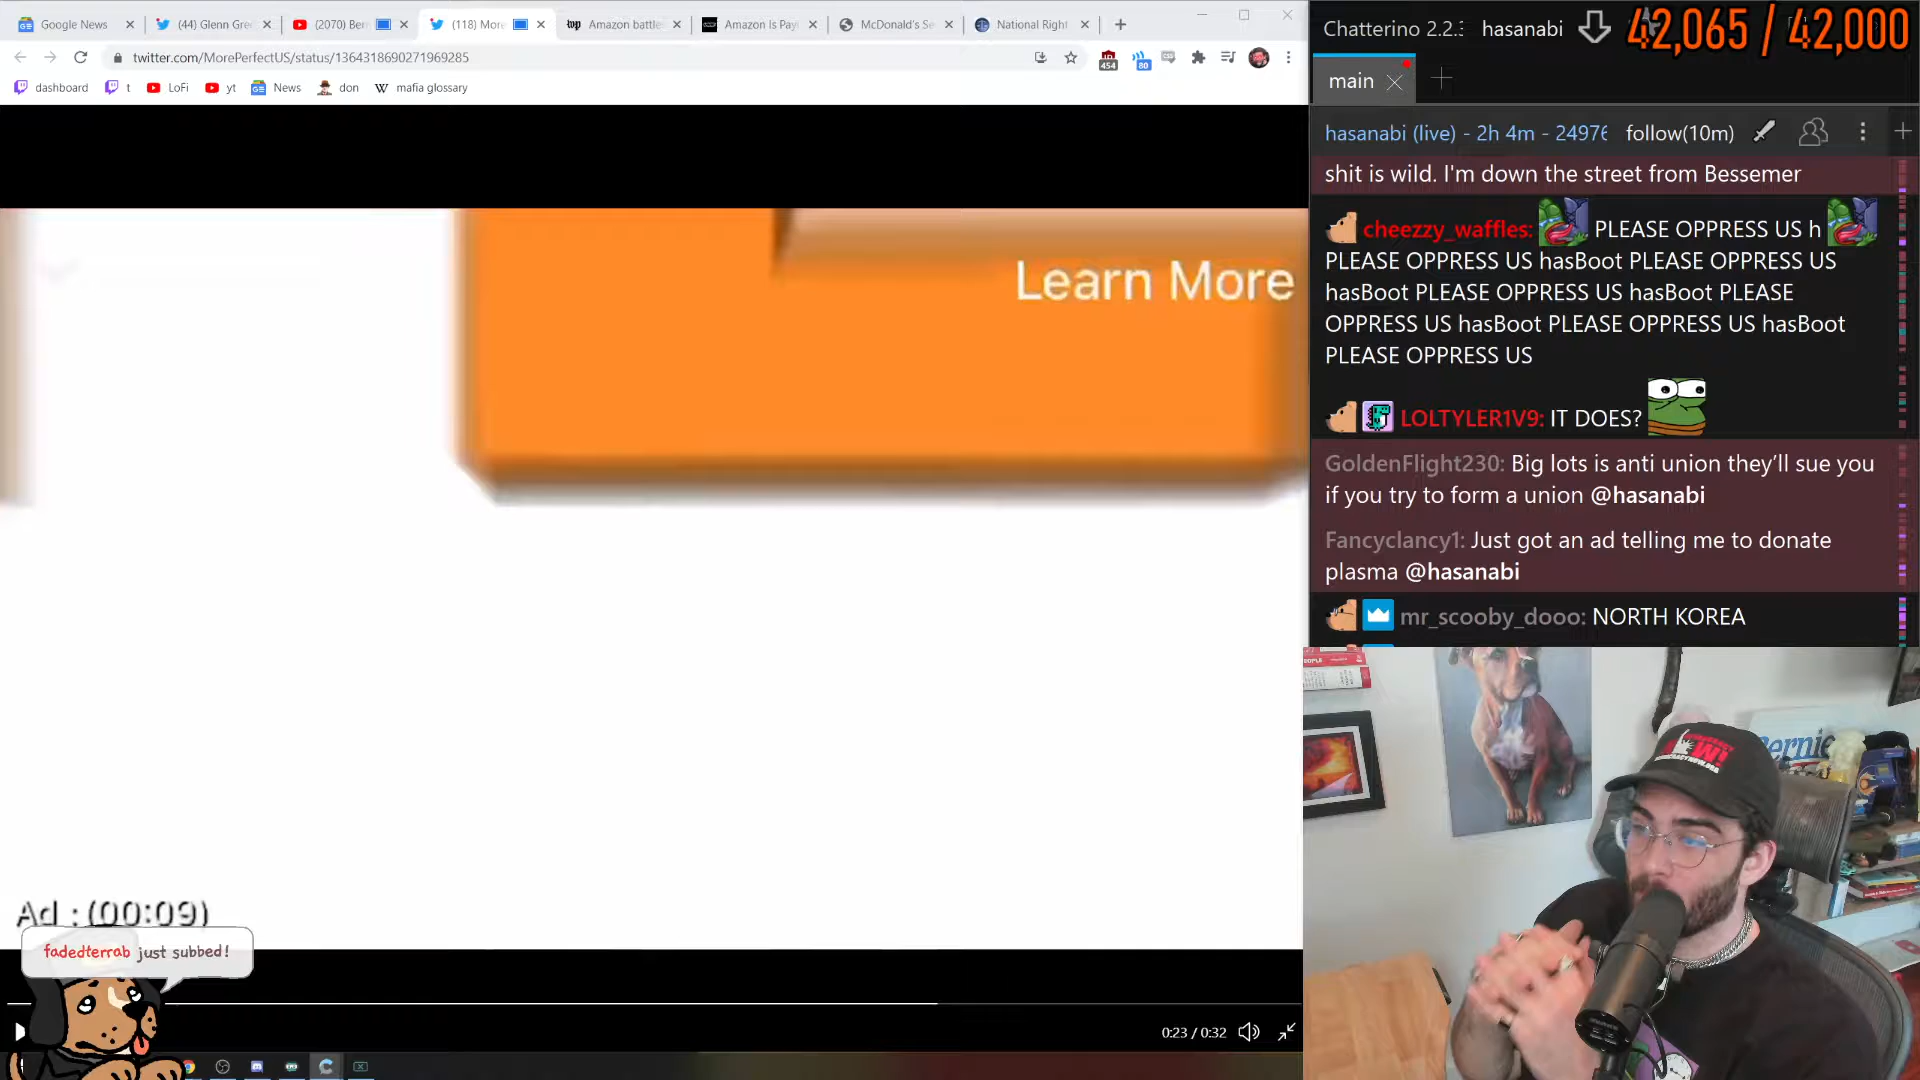 Google News
(44) Glenn Gre
(2070) Ber
(118) More
Amazon battle
Amazon Is Pay
McDonald's Se
National Right
twitter.com/MorePerfectUS/status/1364318690271969285
454
80
dashboard
t
LoFi
yt
News
don
W
mafia glossary
Learn More
Ad : (00:09)
fadedterrab just subbed!
0:23 / 0:32
Chatterino 2.2.3
hasanabi
42,065 / 42,000
main
hasanabi (live) - 2h 4m - 24976
follow(10m)
shit is wild. I'm down the street from Bessemer
cheezzy_waffles: PLEASE OPPRESS US h
PLEASE OPPRESS US hasBoot PLEASE OPPRESS US
hasBoot PLEASE OPPRESS US hasBoot PLEASE
OPPRESS US hasBoot PLEASE OPPRESS US hasBoot
PLEASE OPPRESS US
LOLTYLER1V9: IT DOES?
GoldenFlight230: Big lots is anti union they'll sue you
if you try to form a union @hasanabi
Fancyclancy1: Just got an ad telling me to donate
plasma @hasanabi
mr_scooby_dooo: NORTH KOREA
Bernie